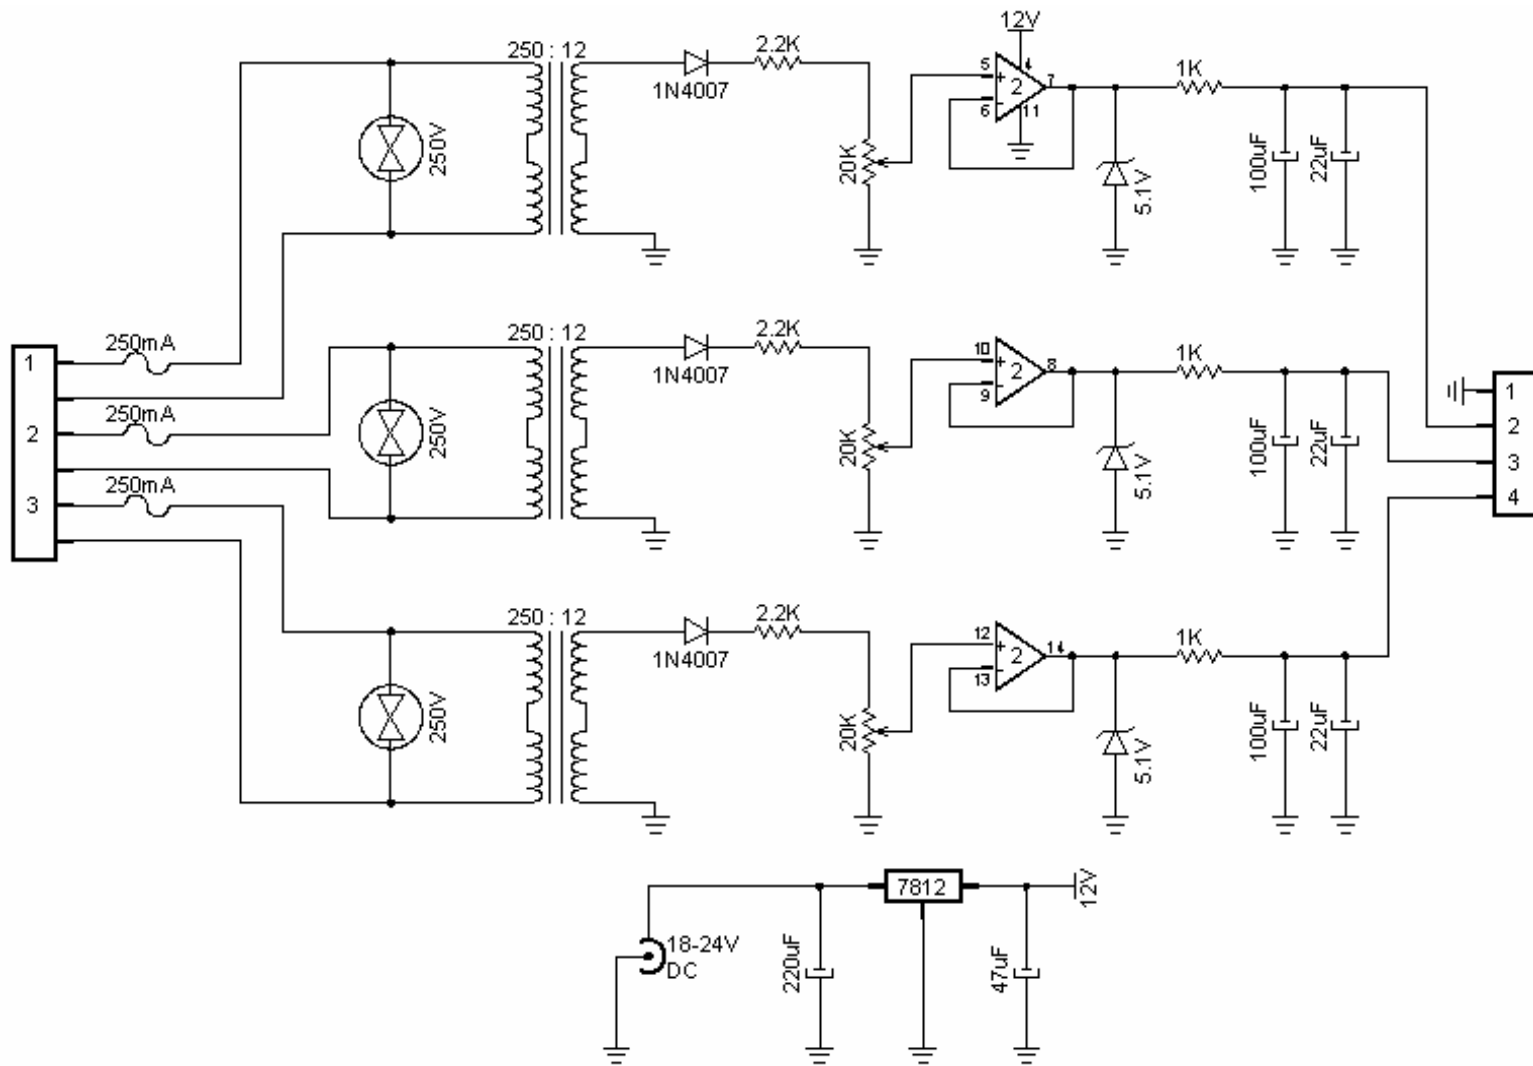 12V
250 : 12
2.2K
1N4007
250V
20K
5
+
2
4
7
-
6
11
1K
5.1V
100uF
22uF
250mA
1
250mA
2
250mA
3
250 : 12
2.2K
1N4007
250V
20K
10
+
2
8
-
9
1K
5.1V
100uF
22uF
1
2
3
4
250 : 12
2.2K
1N4007
250V
20K
12
+
2
14
-
13
1K
5.1V
100uF
22uF
7812
12V
18-24V
DC
220uF
47uF